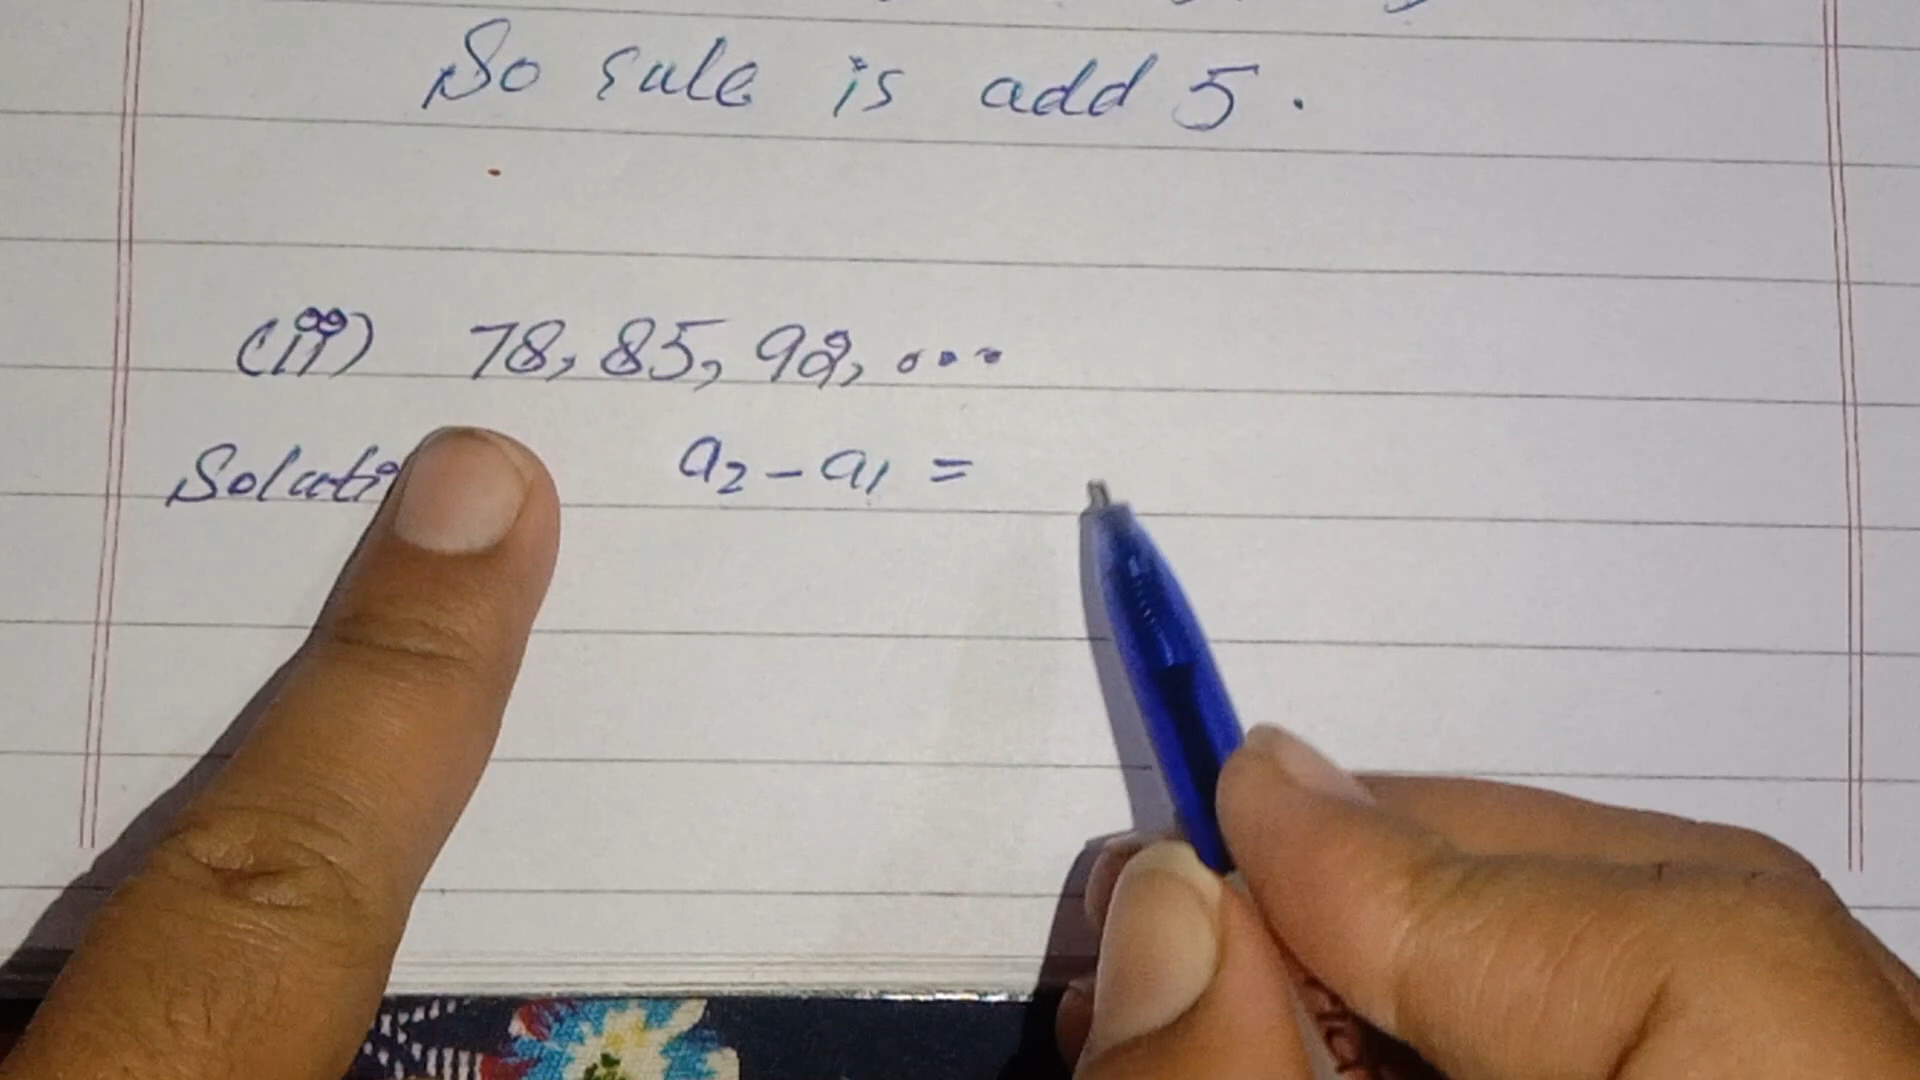 So rule is add 5.
(ii) 78, 85, 92, ...
Soluti a₂ - a₁ =